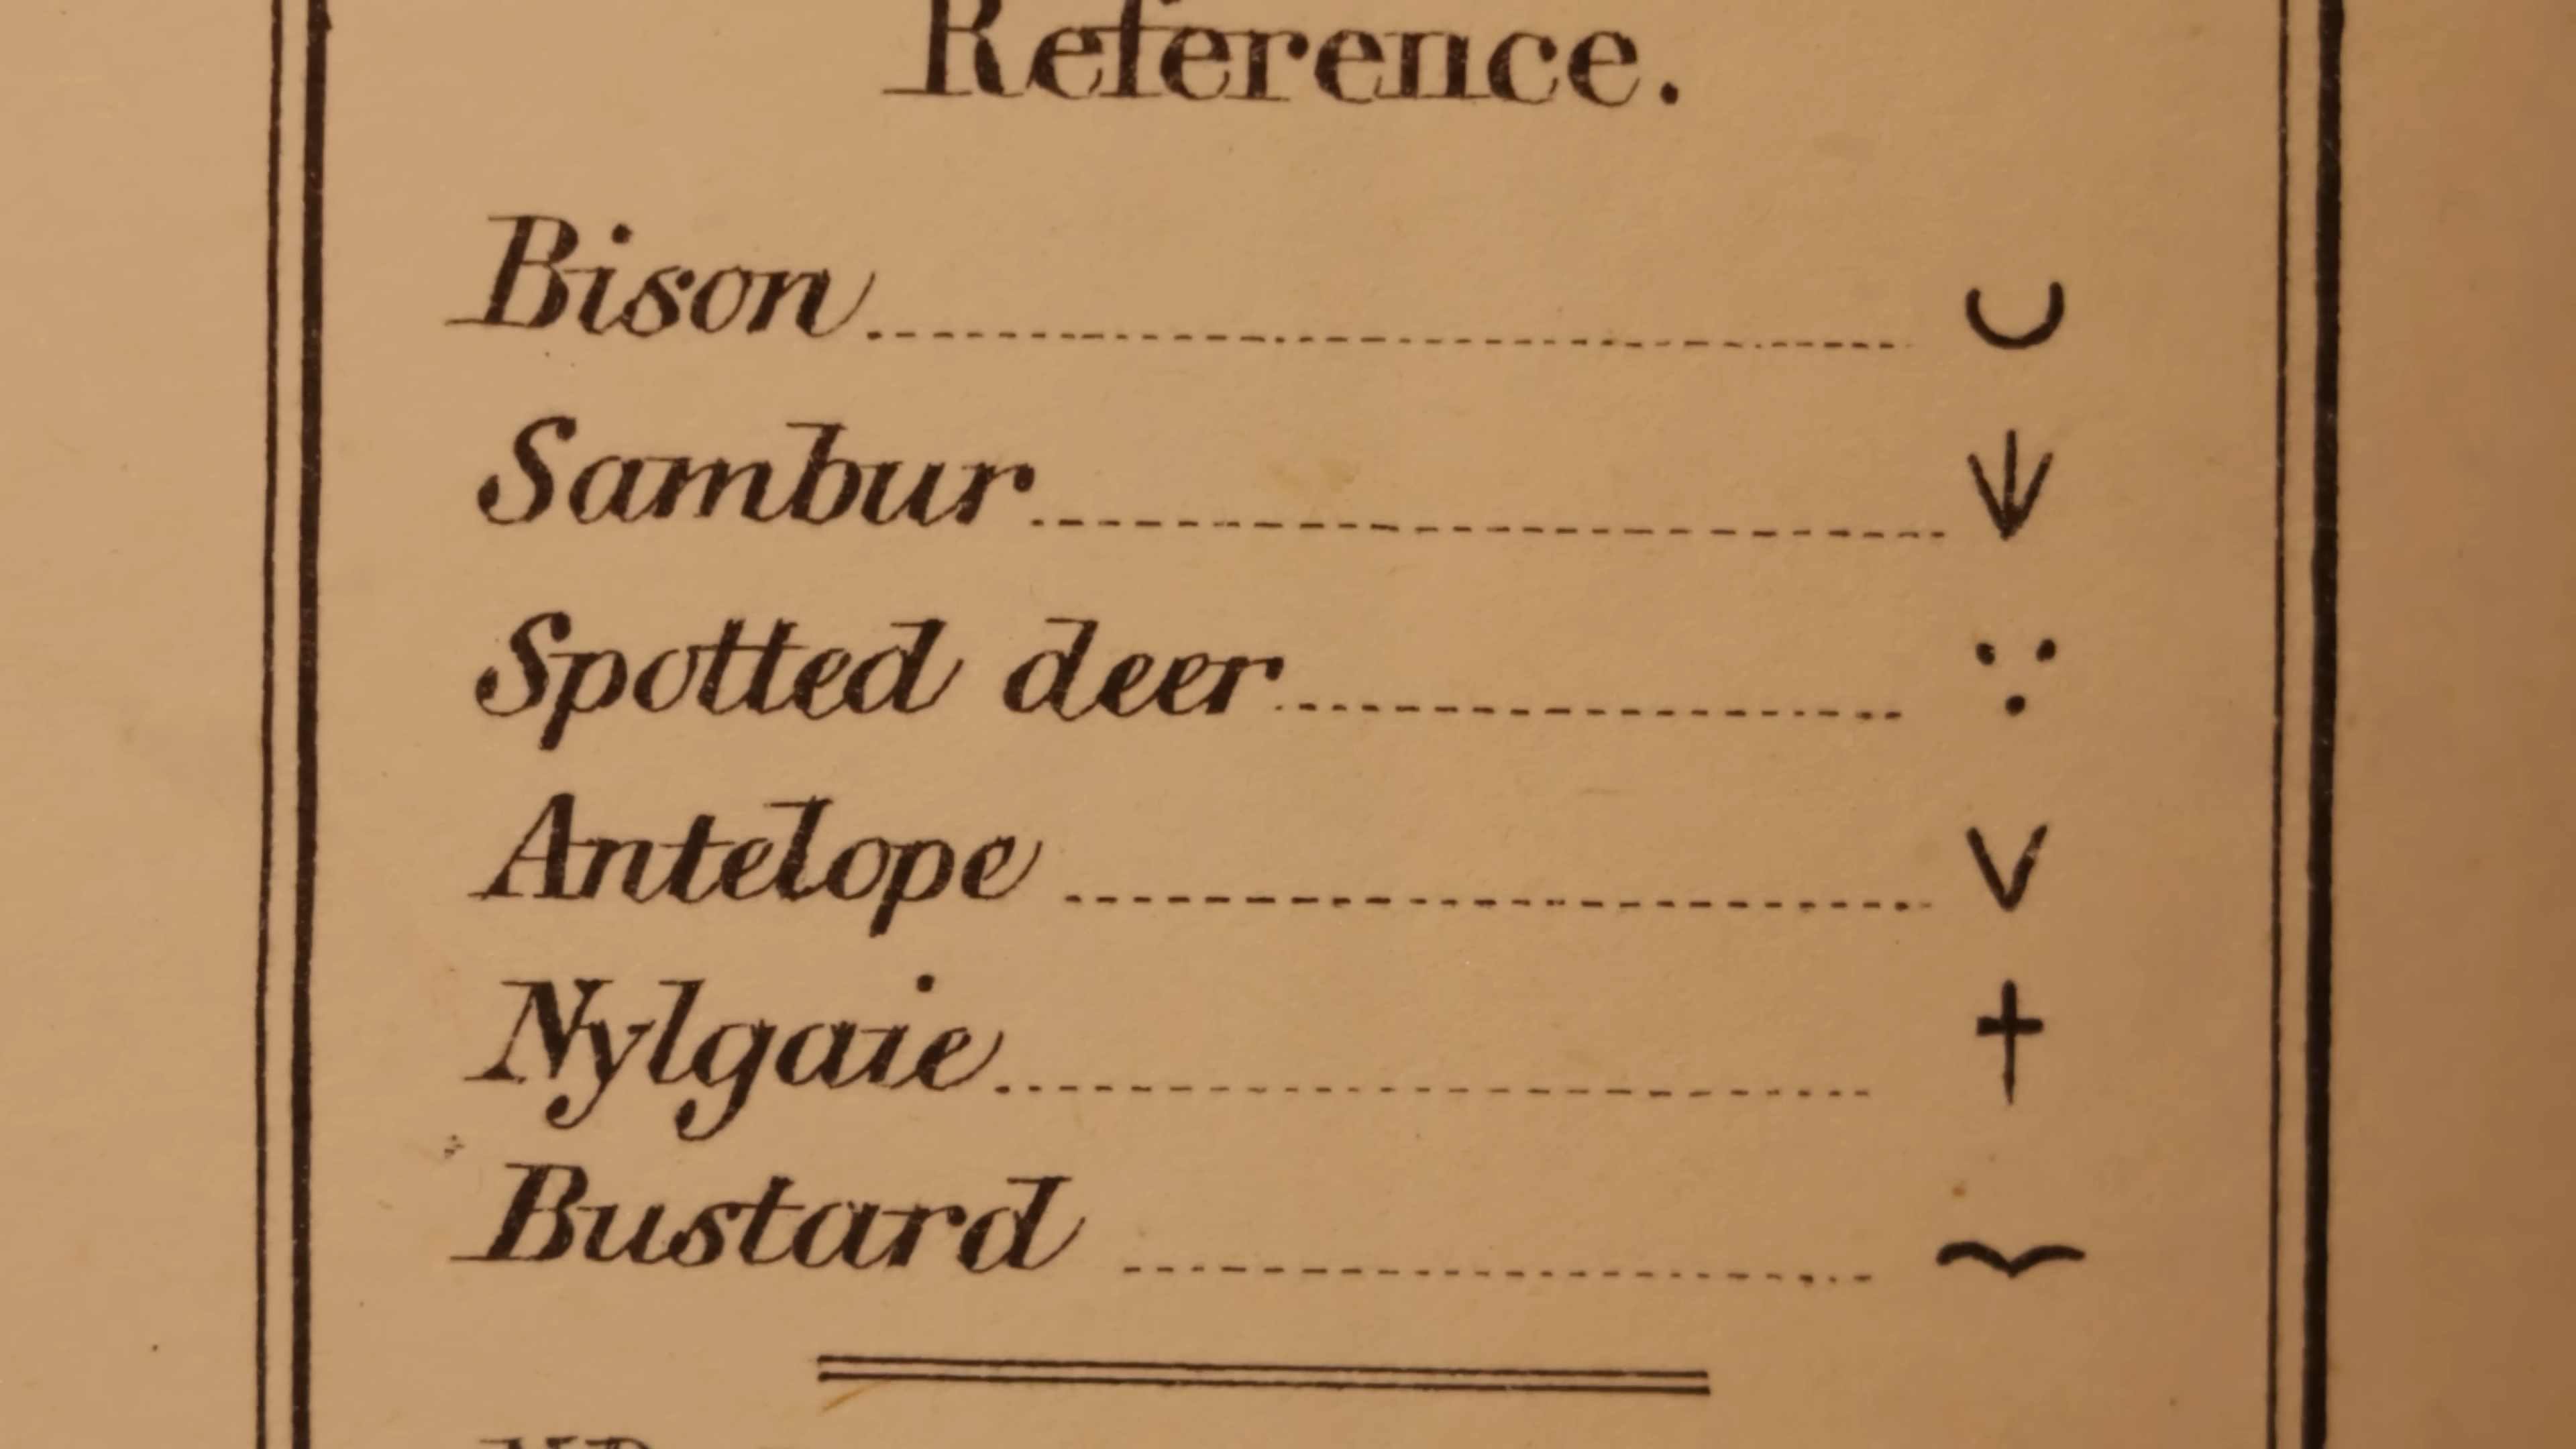 Reference.
Bison
Sambur
Spotted deer
Antelope
Nylgaie
Bustard